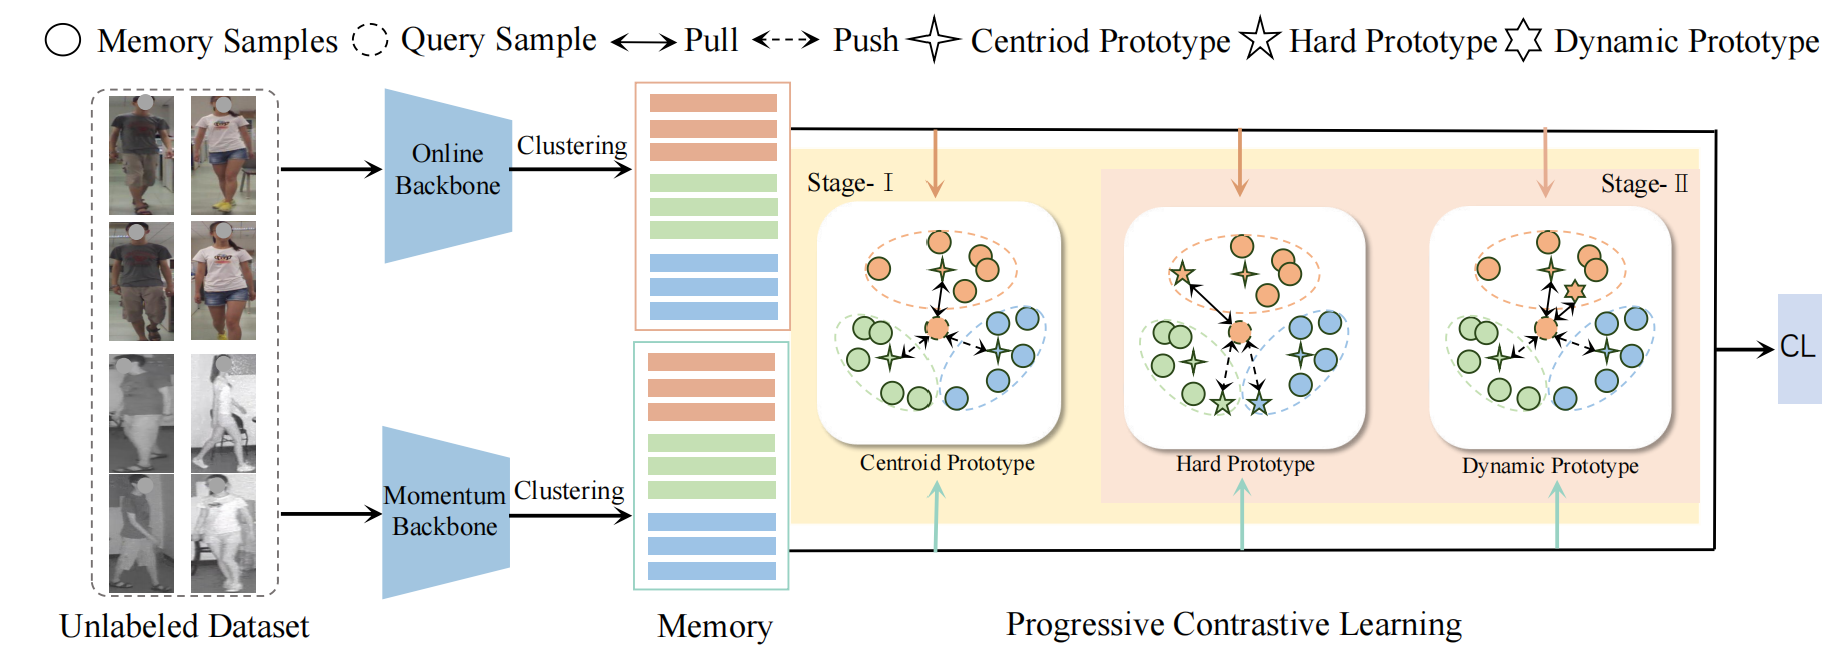 Memory Samples Query Sample Pull Push Centriod Prototype Hard Prototype Dynamic Prototype
Online
Backbone
Clustering
Stage-Ⅰ
Stage-Ⅱ
Centroid Prototype
Hard Prototype
Dynamic Prototype
CL
Momentum
Backbone
Clustering
Unlabeled Dataset
Memory
Progressive Contrastive Learning